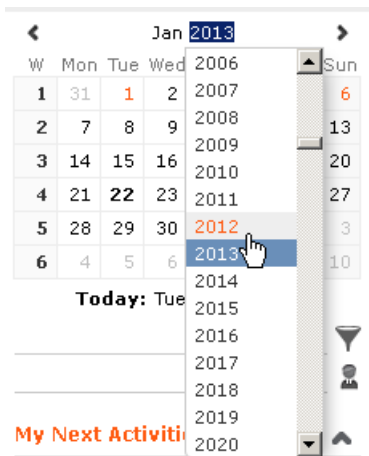 Jan 2013
W Mon Tue Wed Sun
1 31 1 2 6
2 7 8 9 13
3 14 15 16 20
4 21 22 23 27
5 28 29 30 3
6 4 5 6 10
Today: Tue
My Next Activiti
2006
2007
2008
2009
2010
2011
2012
2013
2014
2015
2016
2017
2018
2019
2020